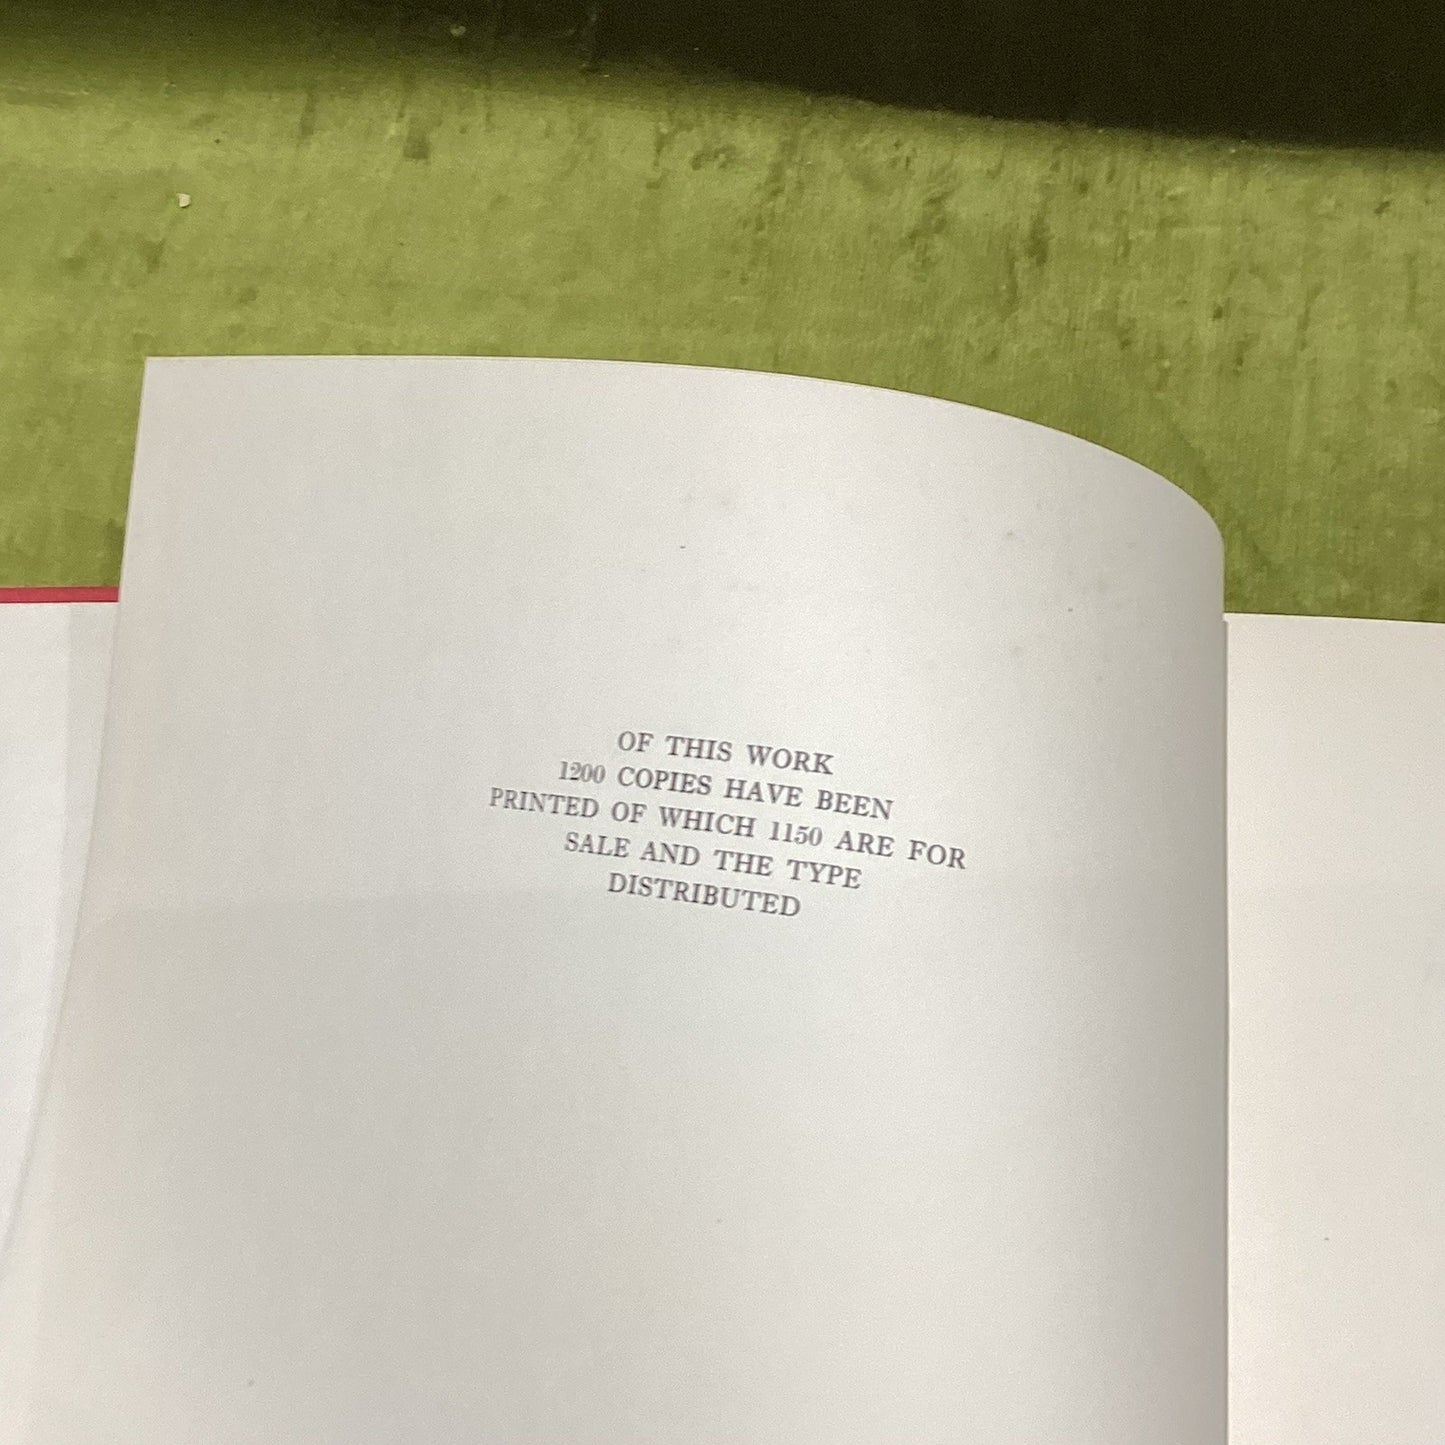 OF THIS WORK
1200 COPIES HAVE BEEN
PRINTED OF WHICH 1150 ARE FOR
SALE AND THE TYPE
DISTRIBUTED